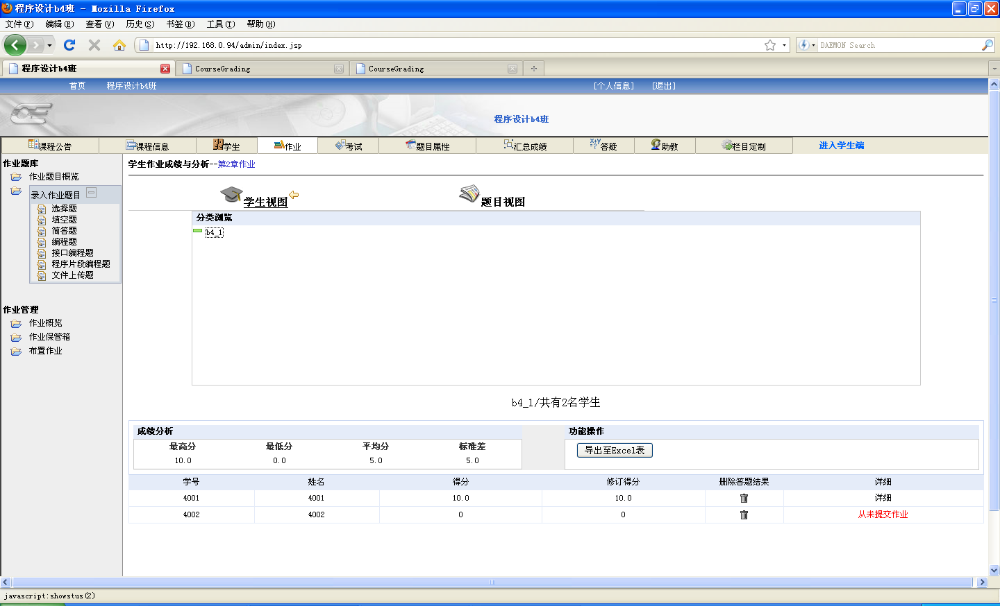 程序设计b4班 - Mozilla Firefox
文件(F) 编辑(E) 查看(V) 历史(S) 书签(B) 工具(T) 帮助(H)
http://192.168.0.94/admin/index.jsp DAEMON Search
程序设计b4班 CourseGrading CourseGrading
首页 程序设计b4班 [个人信息] [退出]
程序设计b4班
课程公告 课程信息 学生 作业 考试 题目属性 汇总成绩 答疑 助教 栏目定制 进入学生端
作业题库
作业题目概览
录入作业题目
选择题
填空题
简答题
编程题
接口编程题
程序片段编程题
文件上传题
作业管理
作业概览
作业保管箱
布置作业
学生作业成绩与分析--第2章作业
学生视图 题目视图
分类浏览
b4_1
b4_1/共有2名学生
成绩分析 功能操作
最高分 最低分 平均分 标准差
10.0 0.0 5.0 5.0
导出至Excel表
学号 姓名 得分 修订得分 删除答题结果 详细
4001 4001 10.0 10.0 详细
4002 4002 0 0 从未提交作业
javascript:showstus(2)